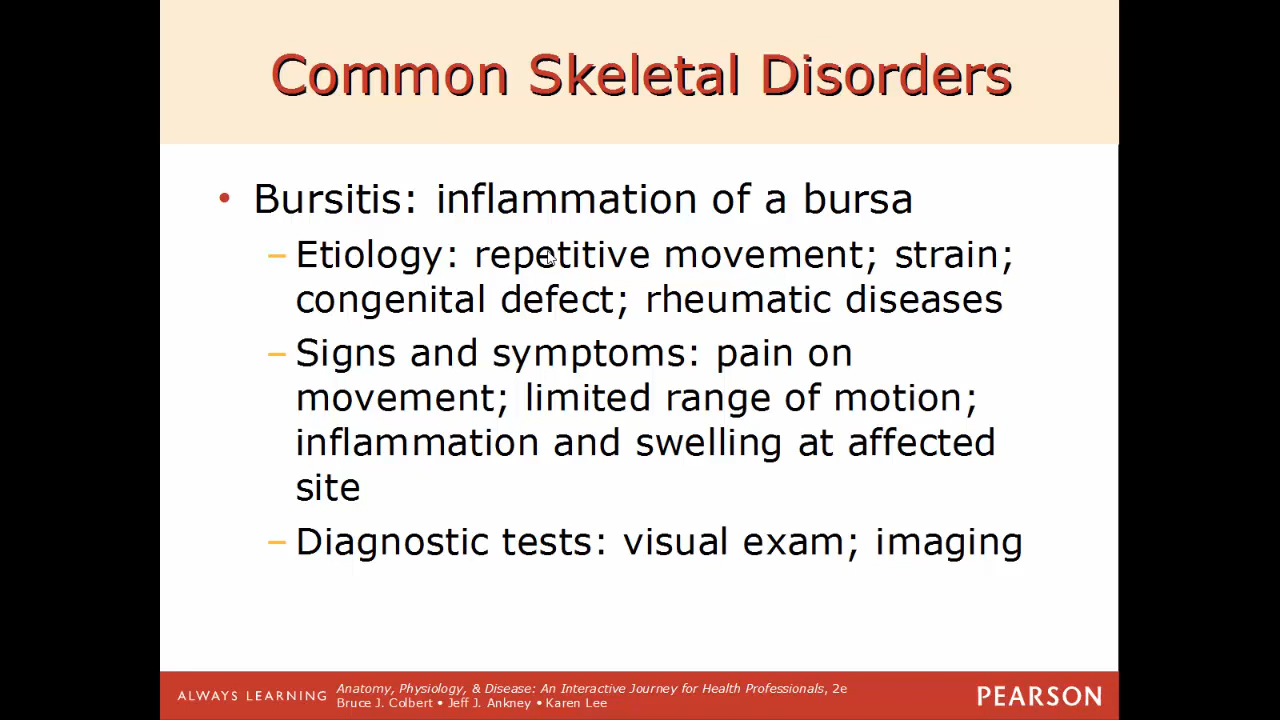 Common Skeletal Disorders
• Bursitis: inflammation of a bursa
– Etiology: repetitive movement; strain;
congenital defect; rheumatic diseases
– Signs and symptoms: pain on
movement; limited range of motion;
inflammation and swelling at affected
site
– Diagnostic tests: visual exam; imaging
ALWAYS LEARNING
Anatomy, Physiology, & Disease: An Interactive Journey for Health Professionals, 2e
Bruce J. Colbert • Jeff J. Ankney • Karen Lee
PEARSON